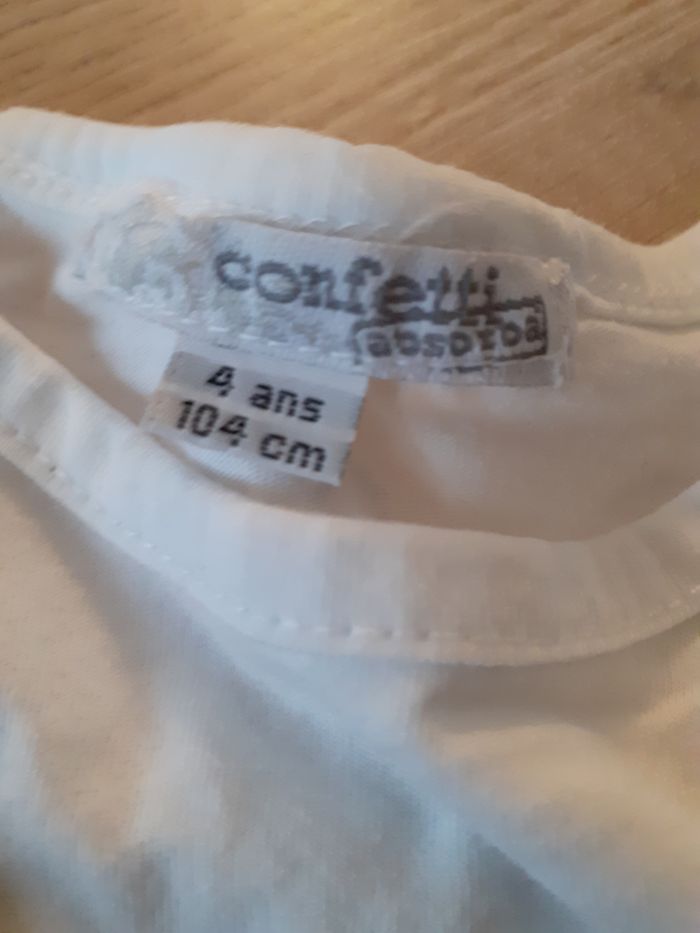 confetti
absorba
4 ans
104 cm